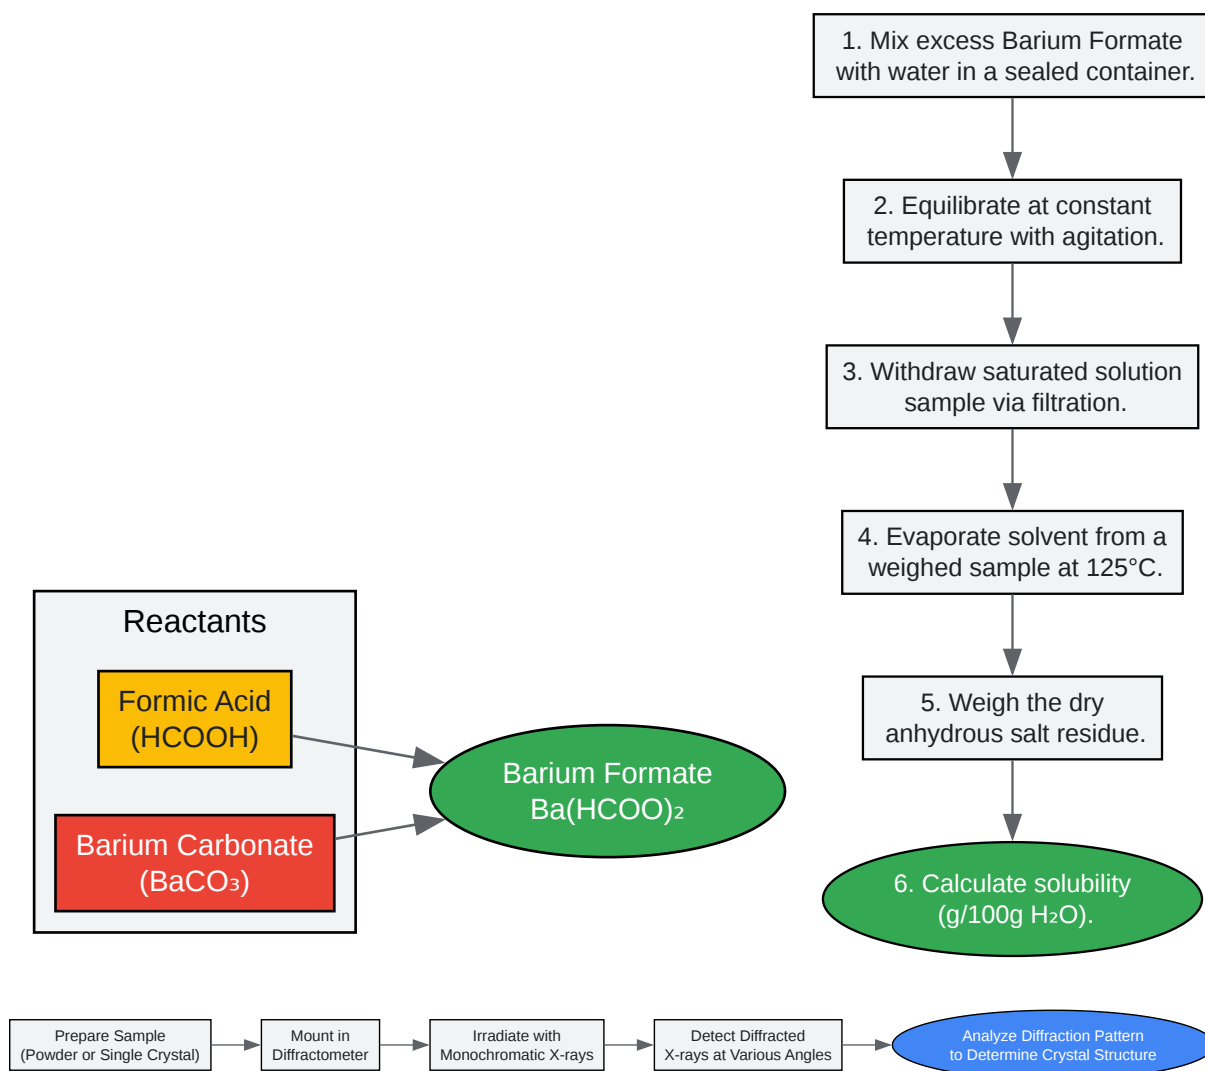 1. Mix excess Barium Formate
with water in a sealed container.
2. Equilibrate at constant
temperature with agitation.
3. Withdraw saturated solution
sample via filtration.
4. Evaporate solvent from a
weighed sample at 125°C.
5. Weigh the dry
anhydrous salt residue.
6. Calculate solubility
(g/100g H₂O).
Reactants
Formic Acid
(HCOOH)
Barium Carbonate
(BaCO₃)
Barium Formate
Ba(HCOO)₂
Prepare Sample
(Powder or Single Crystal)
Mount in
Diffractometer
Irradiate with
Monochromatic X-rays
Detect Diffracted
X-rays at Various Angles
Analyze Diffraction Pattern
to Determine Crystal Structure